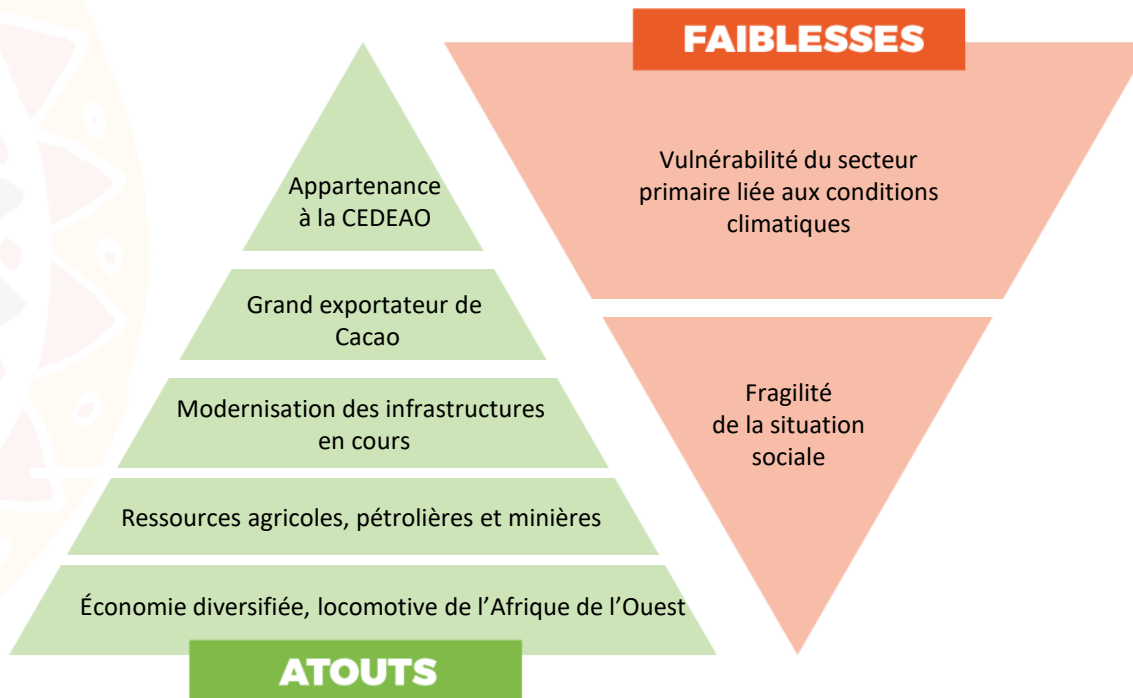 FAIBLESSES
Vulnérabilité du secteur
primaire liée aux conditions
climatiques
Fragilité
de la situation
sociale
Appartenance
à la CEDEAO
Grand exportateur de
Cacao
Modernisation des infrastructures
en cours
Ressources agricoles, pétrolières et minières
Économie diversifiée, locomotive de l’Afrique de l’Ouest
ATOUTS